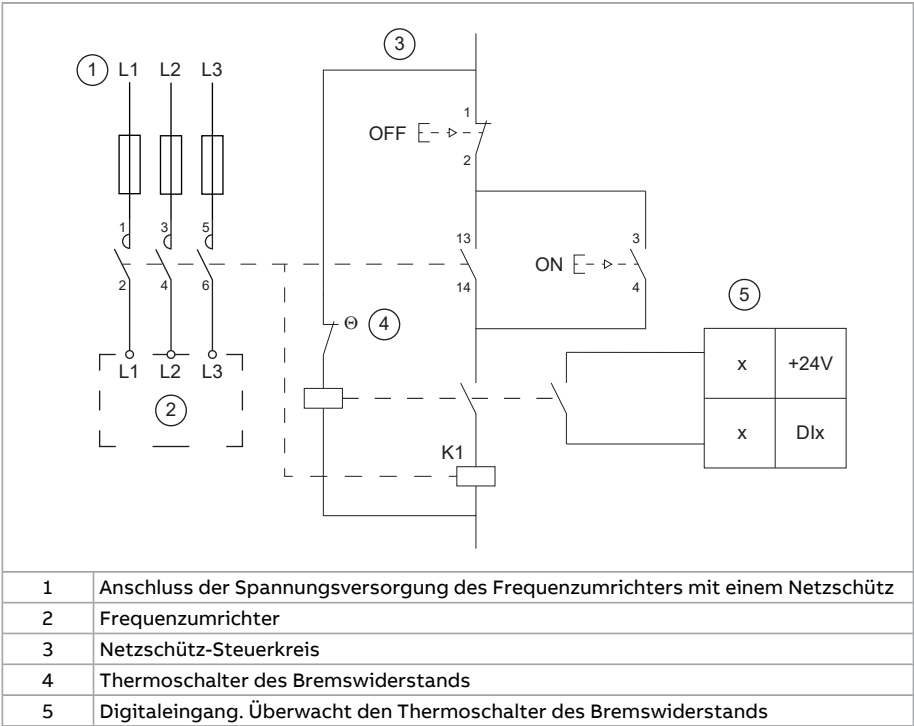 3
1 L1 L2 L3
1
OFF
2
1 3 5
13
3
ON
2 4 6
14
4
5
Θ 4
L1 L2 L3
x +24V
2
x DIx
K1
1 Anschluss der Spannungsversorgung des Frequenzumrichters mit einem Netzschütz
2 Frequenzumrichter
3 Netzschütz-Steuerkreis
4 Thermoschalter des Bremswiderstands
5 Digitaleingang. Überwacht den Thermoschalter des Bremswiderstands